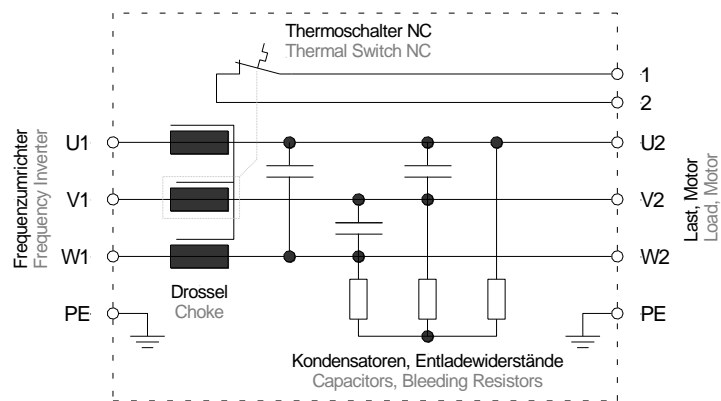 Thermoschalter NC
Thermal Switch NC
1
2
U1
U2
V1
V2
W1
W2
PE
PE
Frequenzumrichter
Frequency Inverter
Last, Motor
Load, Motor
Drossel
Choke
Kondensatoren, Entladewiderstände
Capacitors, Bleeding Resistors